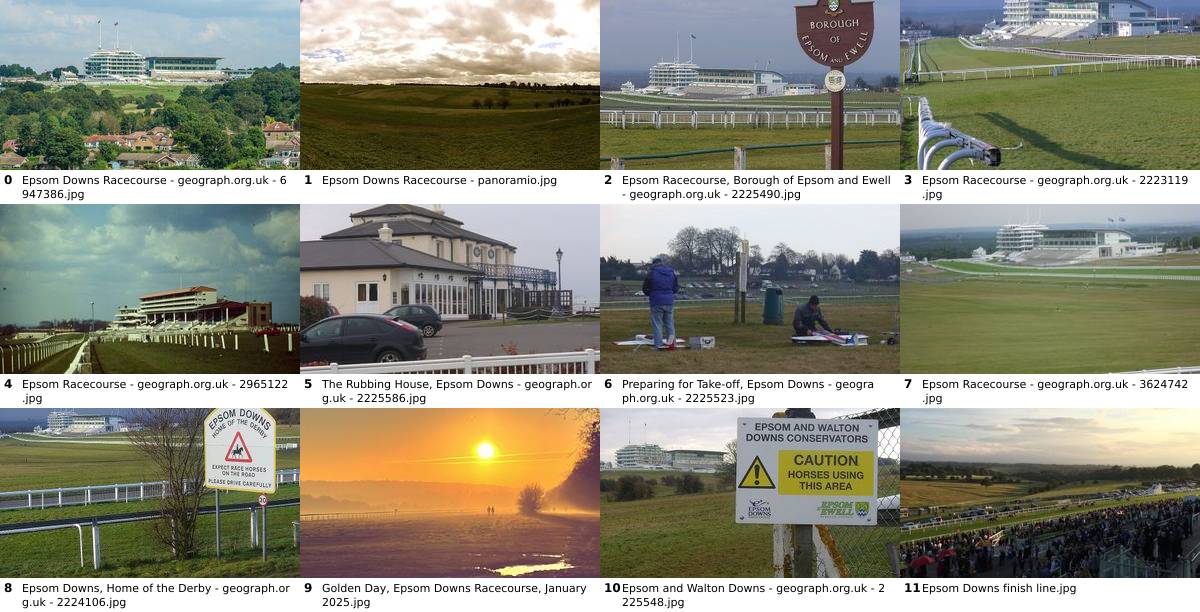 BOROUGH
OF
EPSOM AND EWELL
0 Epsom Downs Racecourse - geograph.org.uk - 6
947386.jpg
1 Epsom Downs Racecourse - panoramio.jpg
2 Epsom Racecourse, Borough of Epsom and Ewell
- geograph.org.uk - 2225490.jpg
3 Epsom Racecourse - geograph.org.uk - 2223119
.jpg
4 Epsom Racecourse - geograph.org.uk - 2965122
.jpg
5 The Rubbing House, Epsom Downs - geograph.or
g.uk - 2225586.jpg
6 Preparing for Take-off, Epsom Downs - geogra
ph.org.uk - 2225523.jpg
7 Epsom Racecourse - geograph.org.uk - 3624742
.jpg
EPSOM DOWNS
HOME OF THE DERBY
EXPECT RACE HORSES
ON THE ROAD
PLEASE DRIVE CAREFULLY
30
EPSOM AND WALTON
DOWNS CONSERVATORS
CAUTION
HORSES USING
THIS AREA
EPSOM
DOWNS
EPSOM
EWELL
8 Epsom Downs, Home of the Derby - geograph.or
g.uk - 2224106.jpg
9 Golden Day, Epsom Downs Racecourse, January
2025.jpg
10 Epsom and Walton Downs - geograph.org.uk - 2
225548.jpg
11 Epsom Downs finish line.jpg